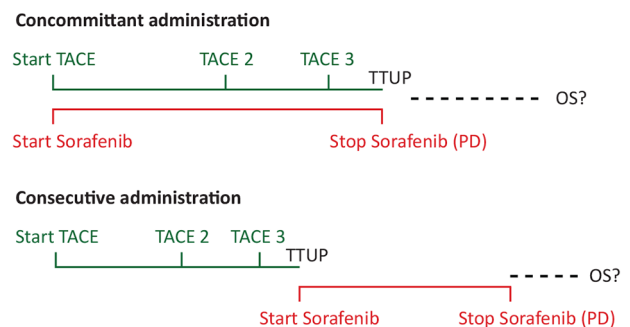 Concommittant administration
Start TACE TACE 2 TACE 3
TTUP
OS?
Start Sorafenib Stop Sorafenib (PD)
Consecutive administration
Start TACE TACE 2 TACE 3
TTUP
OS?
Start Sorafenib Stop Sorafenib (PD)